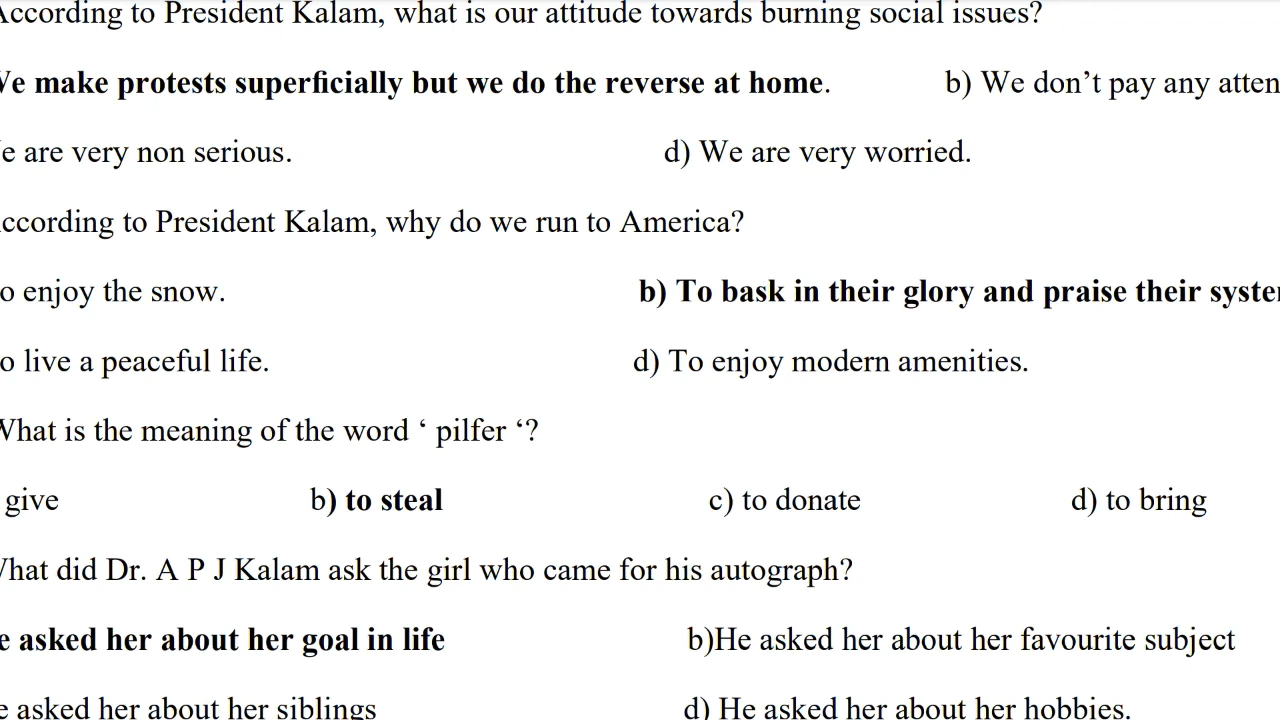 According to President Kalam, what is our attitude towards burning social issues?
We make protests superficially but we do the reverse at home. b) We don’t pay any atten
e are very non serious. d) We are very worried.
ccording to President Kalam, why do we run to America?
o enjoy the snow. b) To bask in their glory and praise their syste
o live a peaceful life. d) To enjoy modern amenities.
What is the meaning of the word ‘ pilfer ‘?
give b) to steal c) to donate d) to bring
What did Dr. A P J Kalam ask the girl who came for his autograph?
e asked her about her goal in life b)He asked her about her favourite subject
e asked her about her siblings d) He asked her about her hobbies.